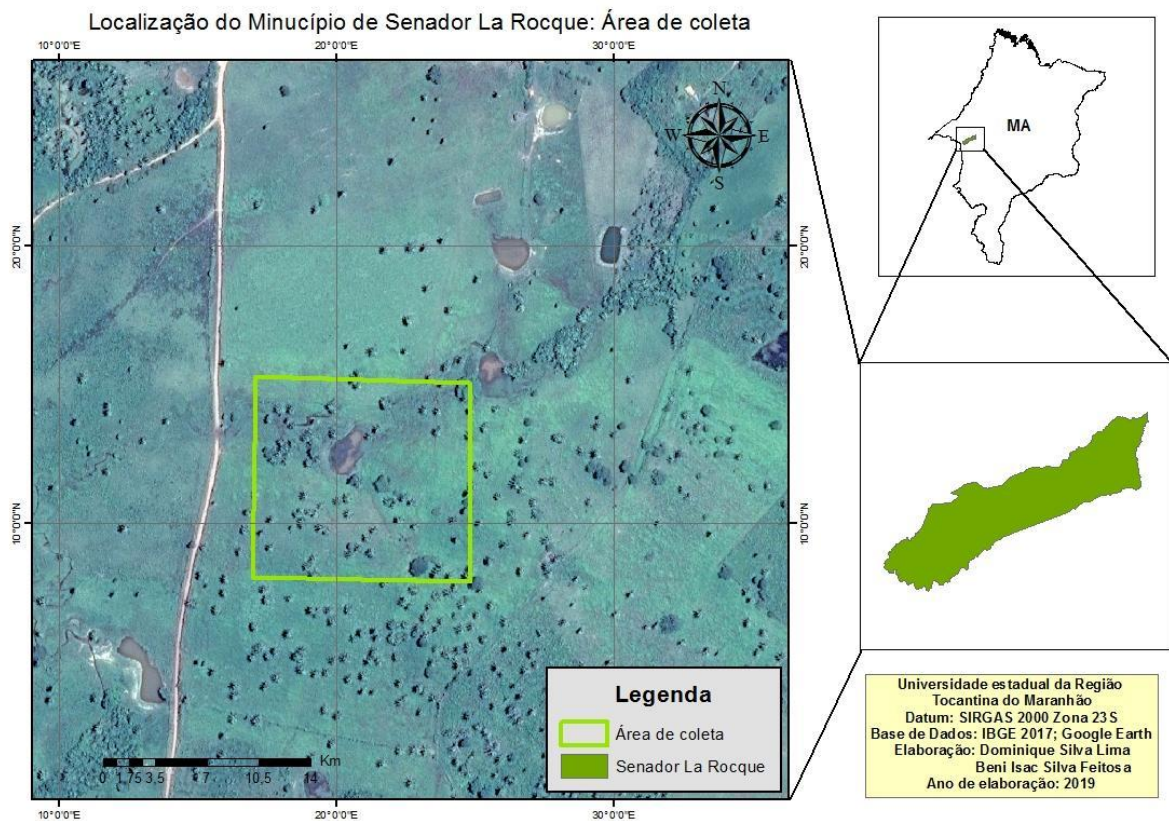 Localização do Minucípio de Senador La Rocque: Área de coleta
10°0'0"E
20°0'0"E
30°0'0"E
N
W
E
S
MA
20°0'0"N
20°0'0"N
10°0'0"N
10°0'0"N
Legenda
Área de coleta
Senador La Rocque
Km
0 1,75 3,5 7 10,5 14
10°0'0"E
20°0'0"E
30°0'0"E
Universidade estadual da Região
Tocantina do Maranhão
Datum: SIRGAS 2000 Zona 23S
Base de Dados: IBGE 2017; Google Earth
Elaboração: Dominique Silva Lima
Beni Isac Silva Feitosa
Ano de elaboração: 2019